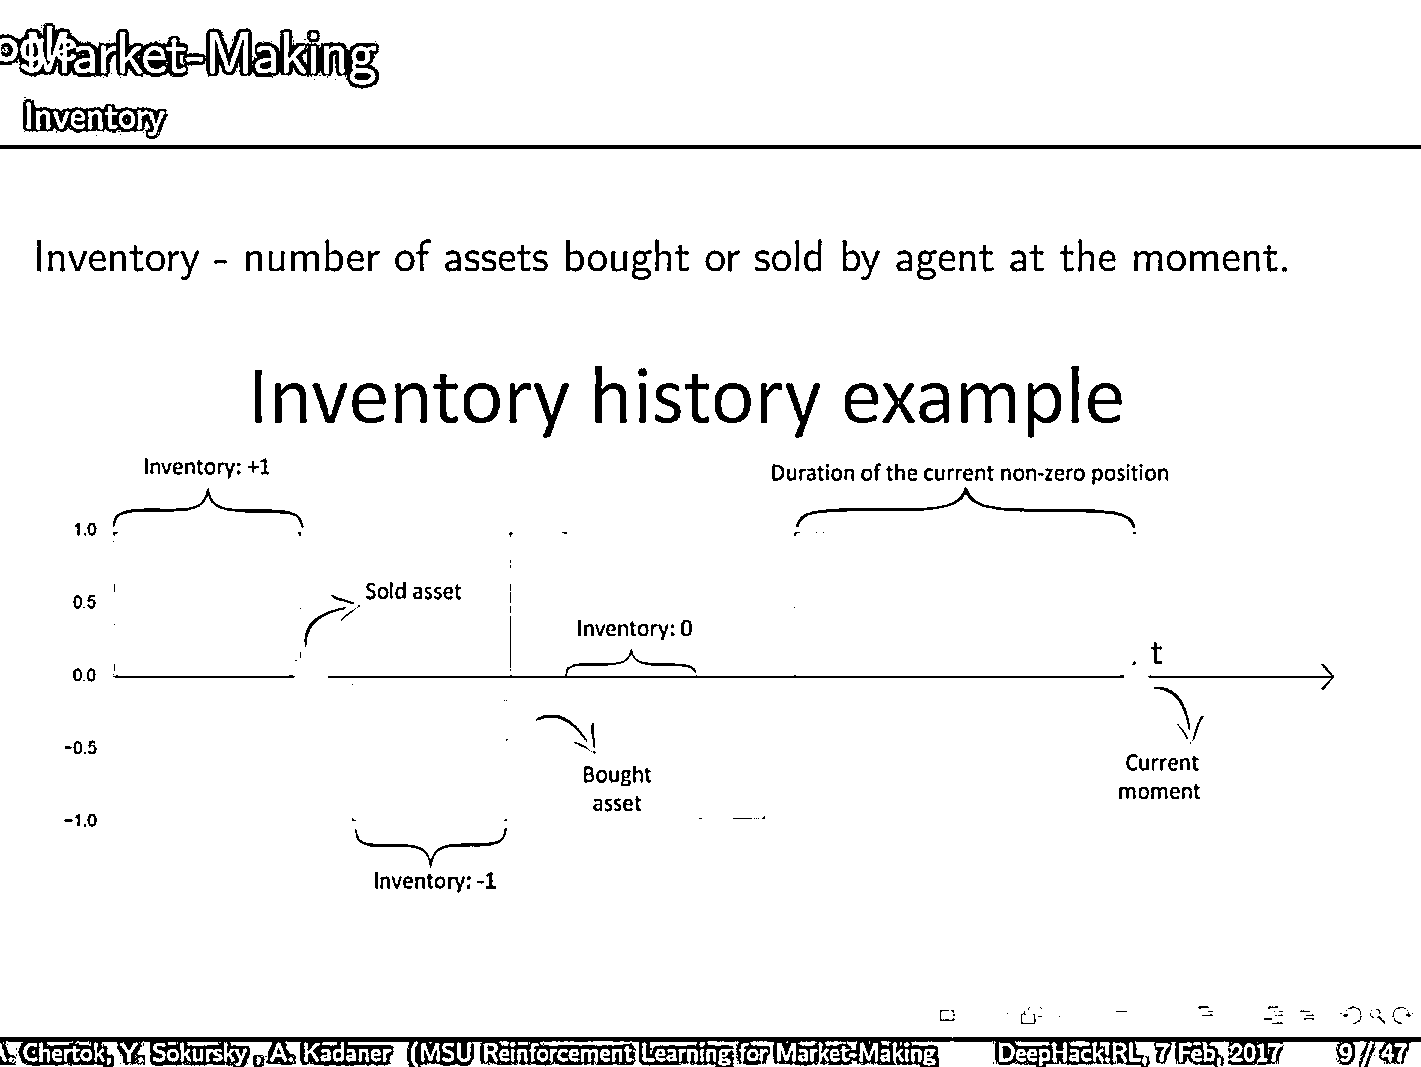 Market-Making
Inventory
Inventory - number of assets bought or sold by agent at the moment.
Inventory history example
Inventory: +1
Duration of the current non-zero position
1.0
Sold asset
0.5
Inventory: 0
t
0.0
-0.5
Current
moment
Bought
asset
-1.0
Inventory: -1
A. Chertok, Y. Sokursky , A. Kadaner ((MSU Reinforcement Learning for Market-Making DeepHack.RL, 7 Feb, 2017 9 // 47